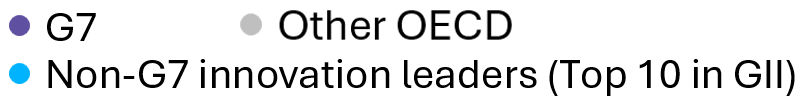 G7 Other OECD
Non-G7 innovation leaders (Top 10 in GII)